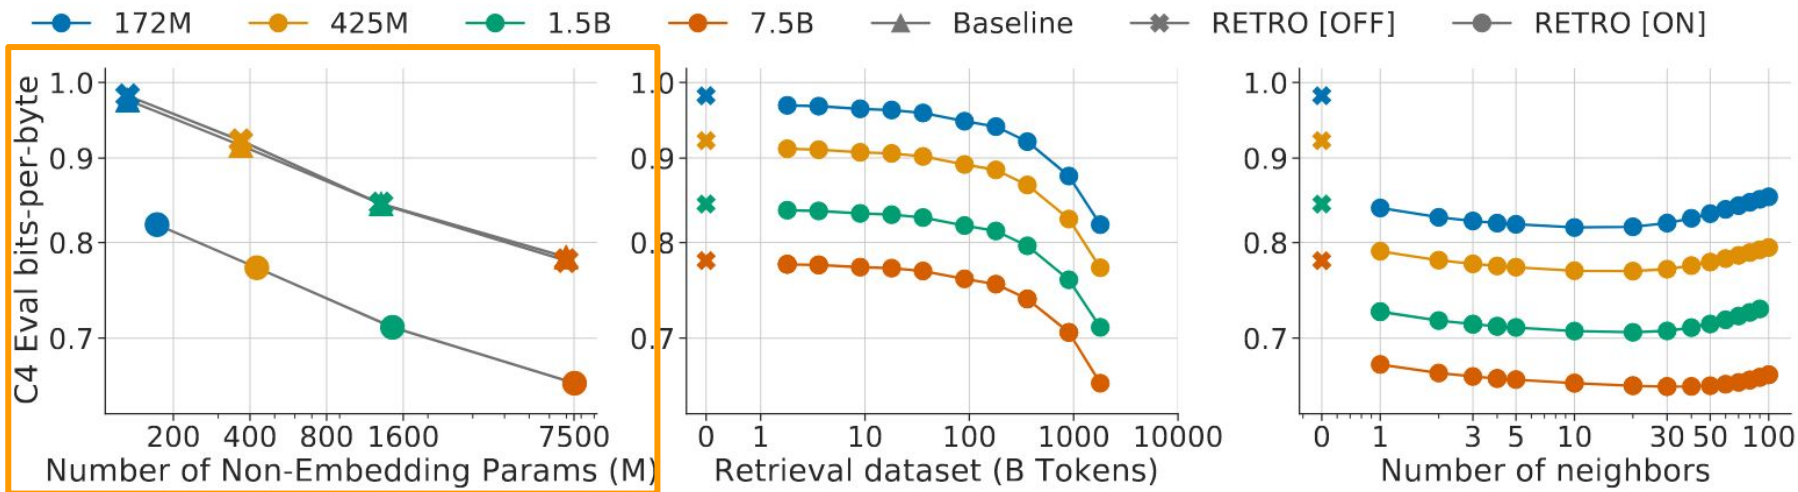 172M 425M 1.5B 7.5B Baseline RETRO [OFF] RETRO [ON]
C4 Eval bits-per-byte
1.0
0.9
0.8
0.7
200 400 800 1600 7500
Number of Non-Embedding Params (M)
1.0
0.9
0.8
0.7
0 1 10 100 1000 10000
Retrieval dataset (B Tokens)
1.0
0.9
0.8
0.7
0 1 3 5 10 30 50 100
Number of neighbors